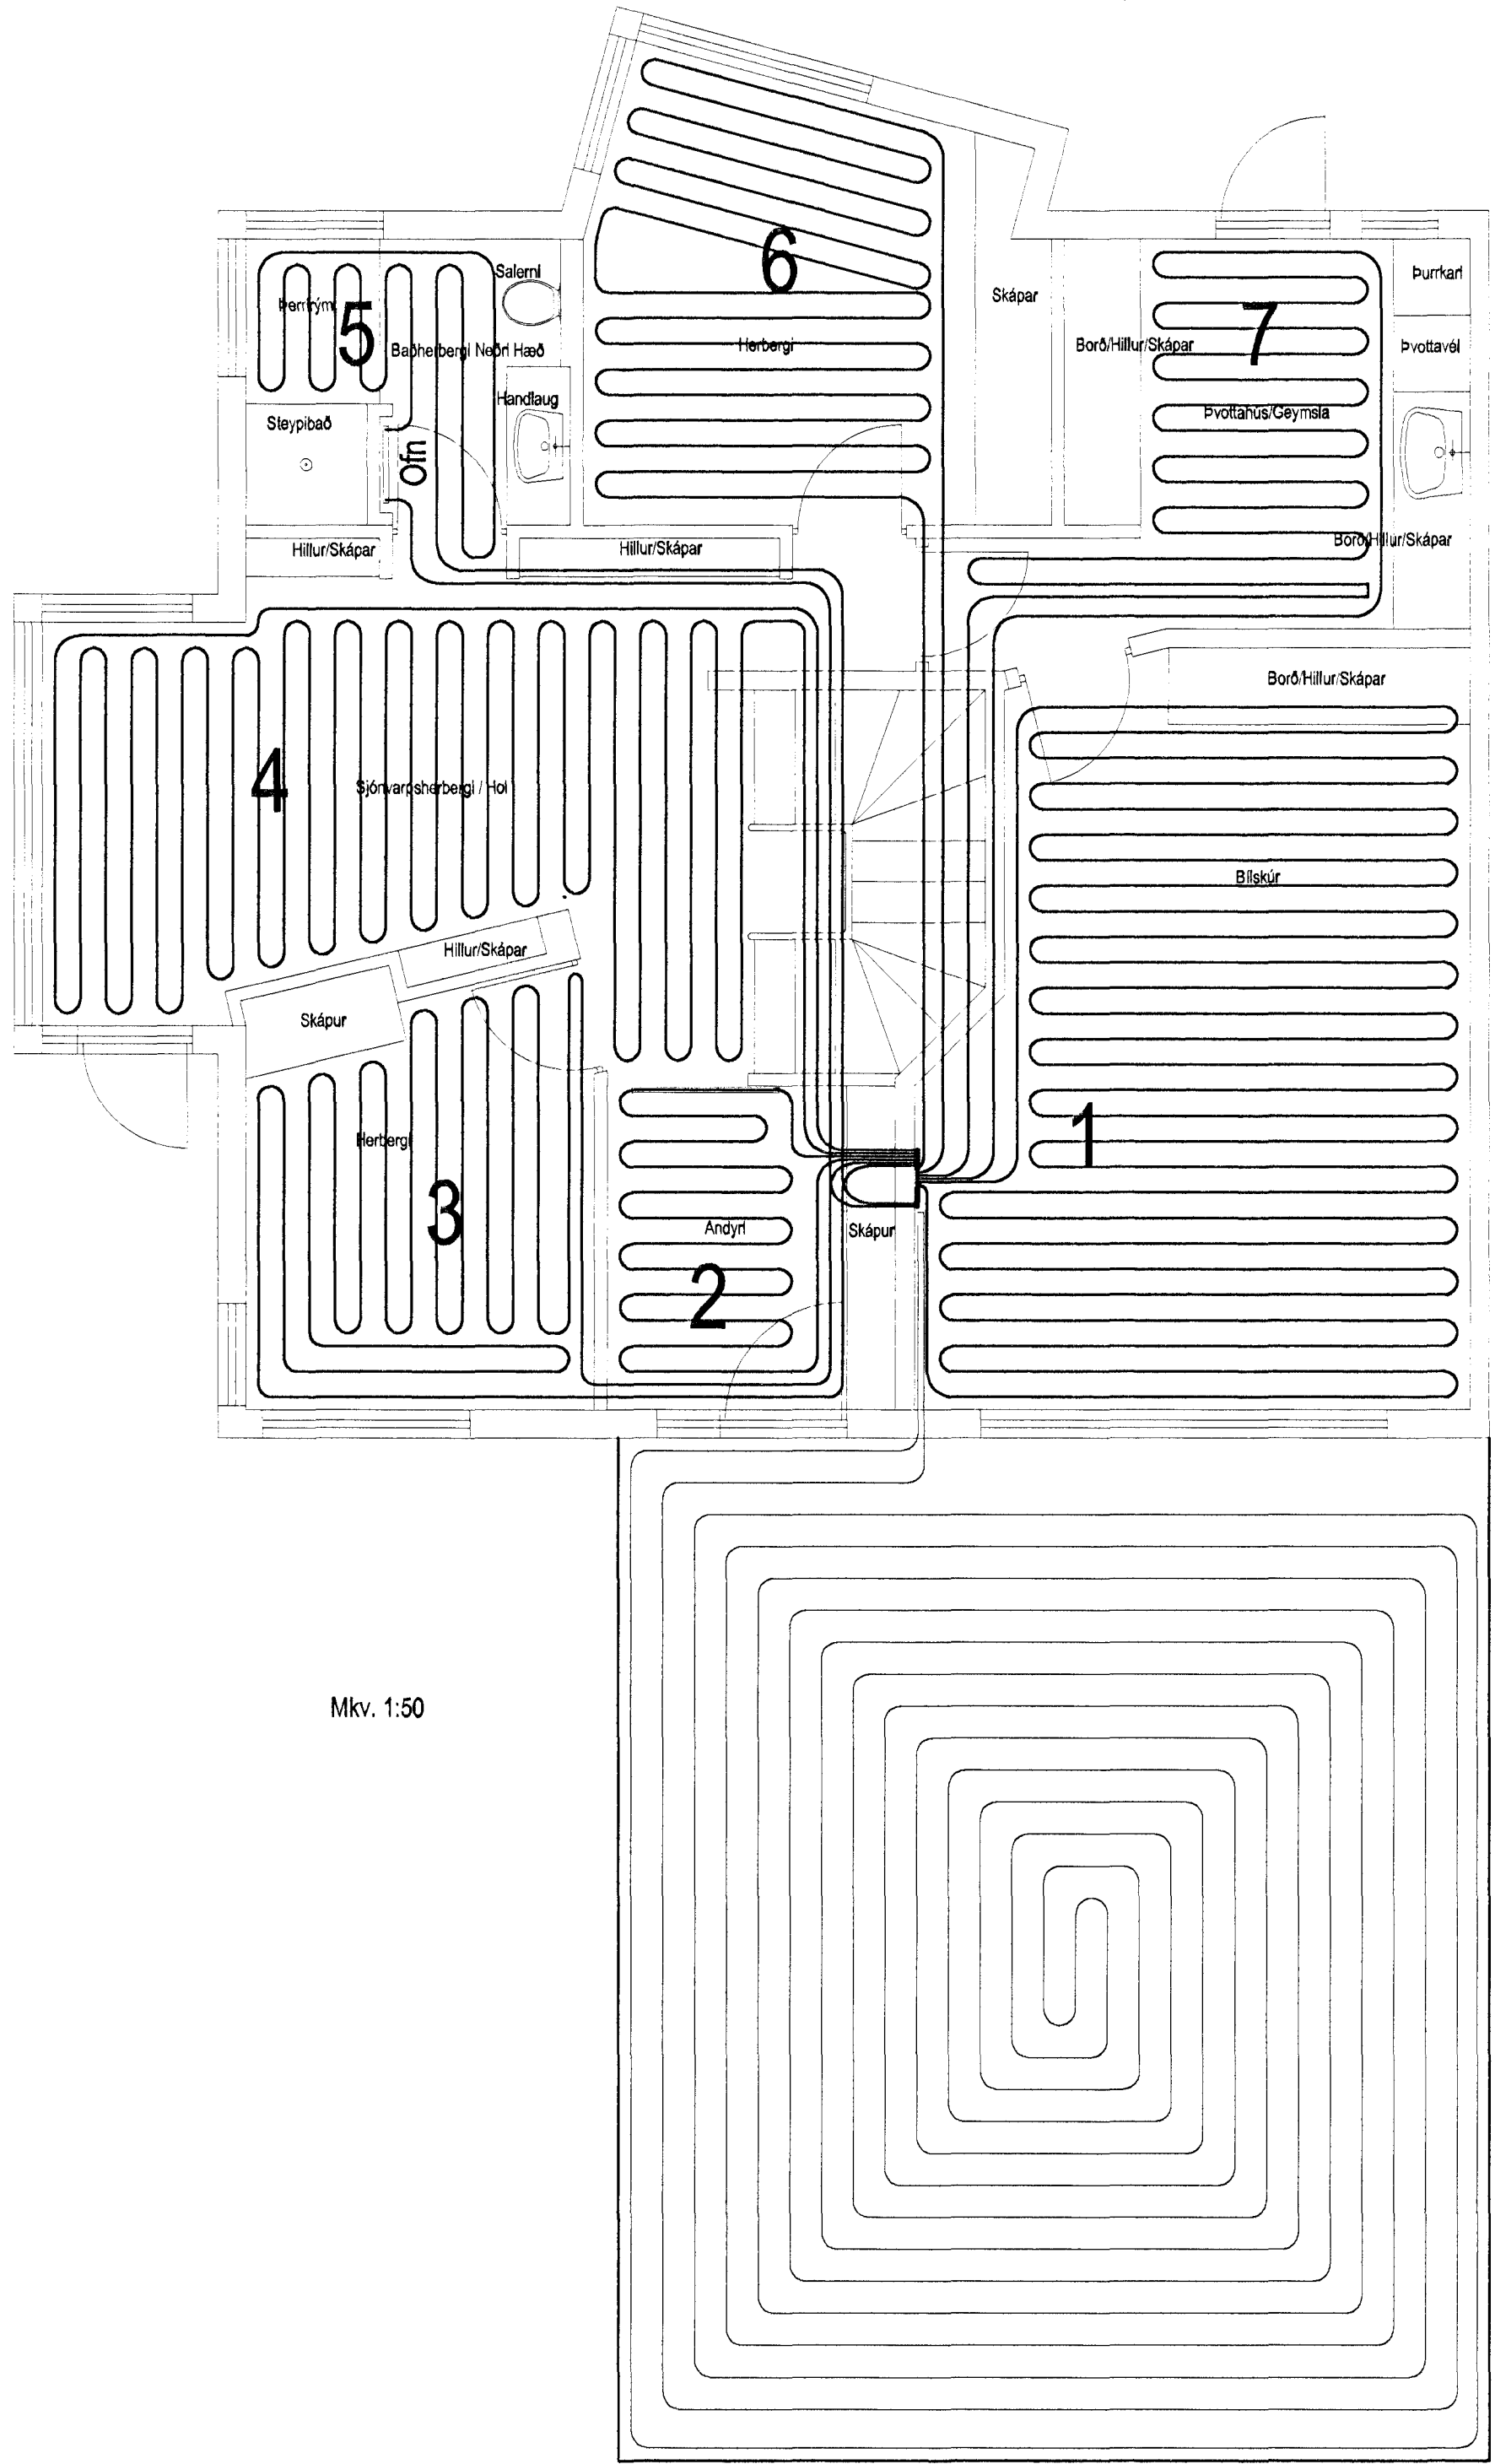 6
Salerni
Þurrkari
Þerrirými
5
Skápar
7
Baðherbergi Neðri Hæð
Herbergi
Borð/Hillur/Skápar
Þvottavél
Handlaug
Þvottahús/Geymsla
Steypibað
Ofn
Borð/Hillur/Skápar
Hillur/Skápar
Hillur/Skápar
Borð/Hillur/Skápar
4
Sjónvarpsherbergi / Hol
Bílskúr
Hillur/Skápar
Skápur
1
Herbergi
3
Andyri
Skápur
2
Mkv. 1:50